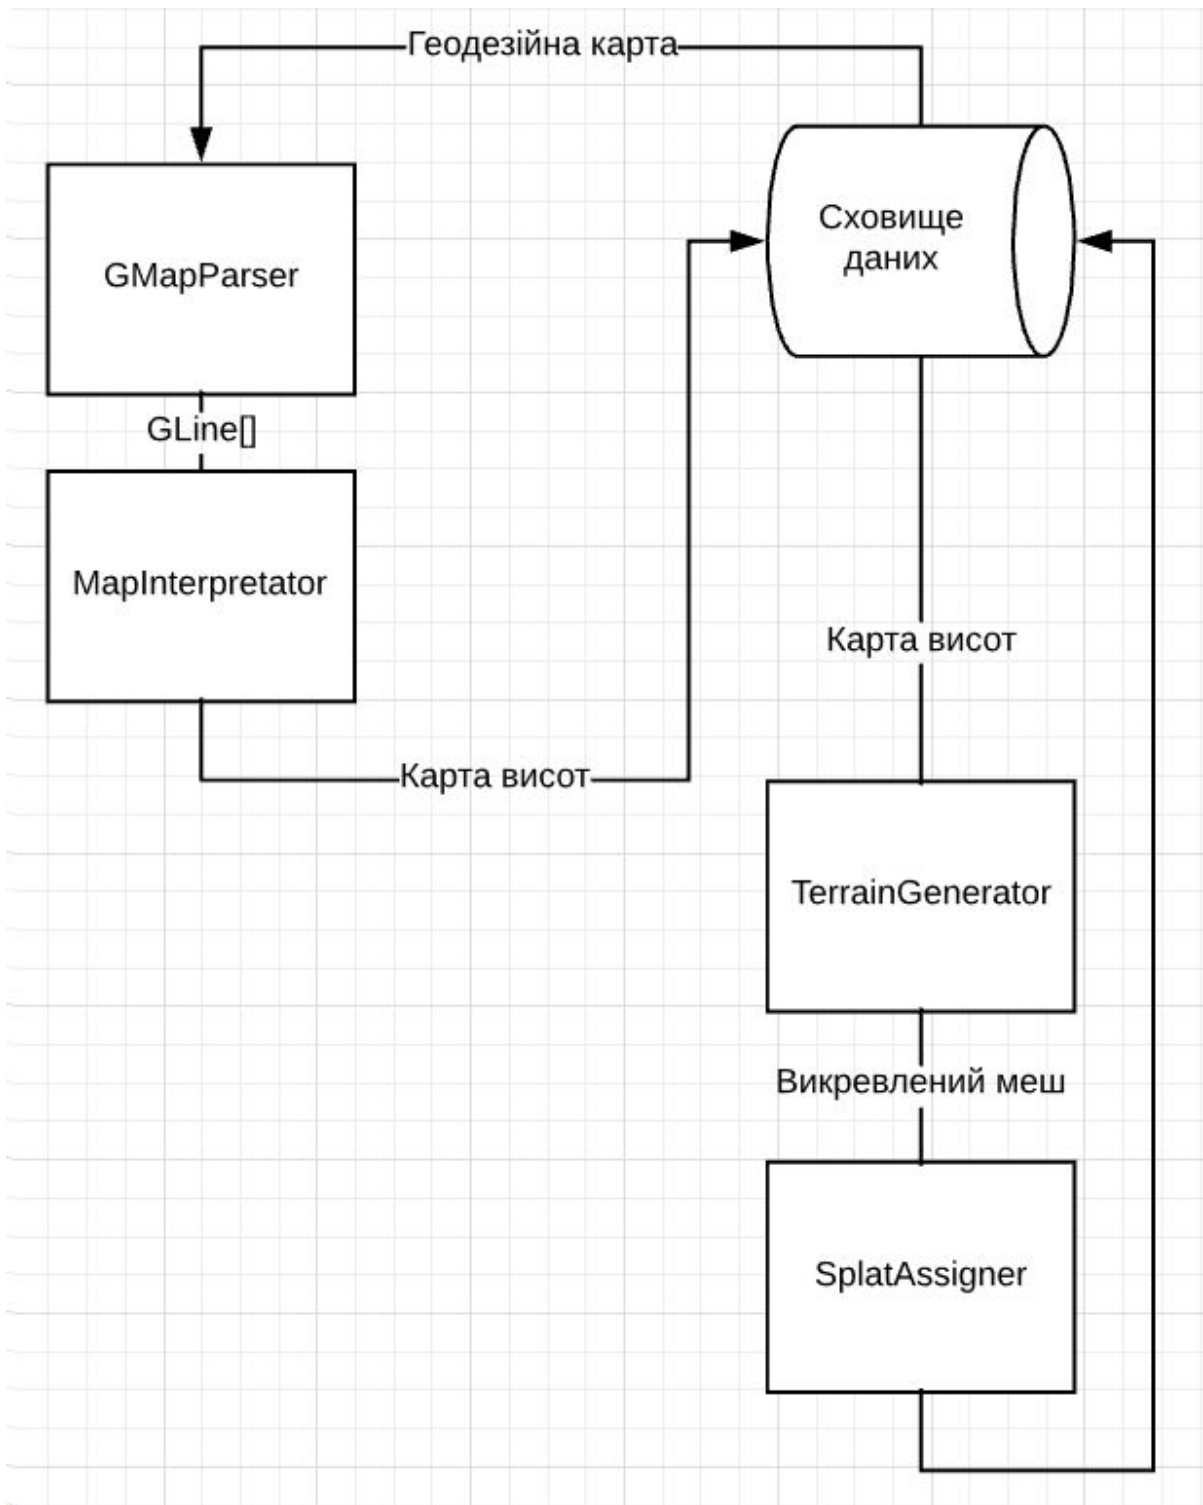 Геодезійна карта
Сховище
даних
GMapParser
GLine[]
MapInterpretator
Карта висот
Карта висот
TerrainGenerator
Викревлений меш
SplatAssigner